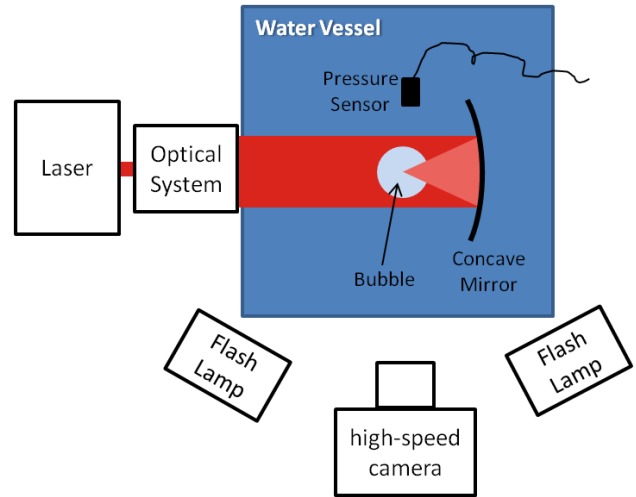 Water Vessel
Pressure
Sensor
Laser
Optical
System
Bubble
Concave
Mirror
Flash
Lamp
Flash
Lamp
high-speed
camera